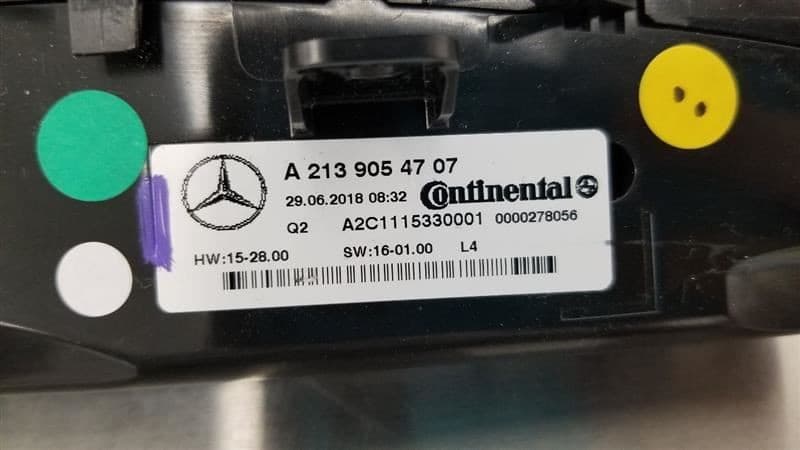 A 213 905 47 07
29.06.2018 08:32 Continental
Q2 A2C1115330001 0000278056
HW:15-28.00 SW:16-01.00 L4